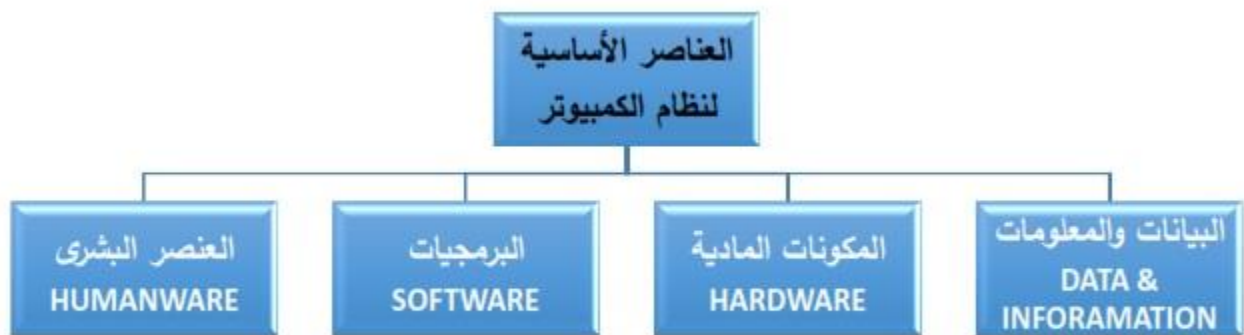 العناصر الأساسية
لنظام الكمبيوتر
البيانات والمعلومات
DATA &
INFORAMATION
المكونات المادية
HARDWARE
البرمجيات
SOFTWARE
العنصر البشرى
HUMANWARE